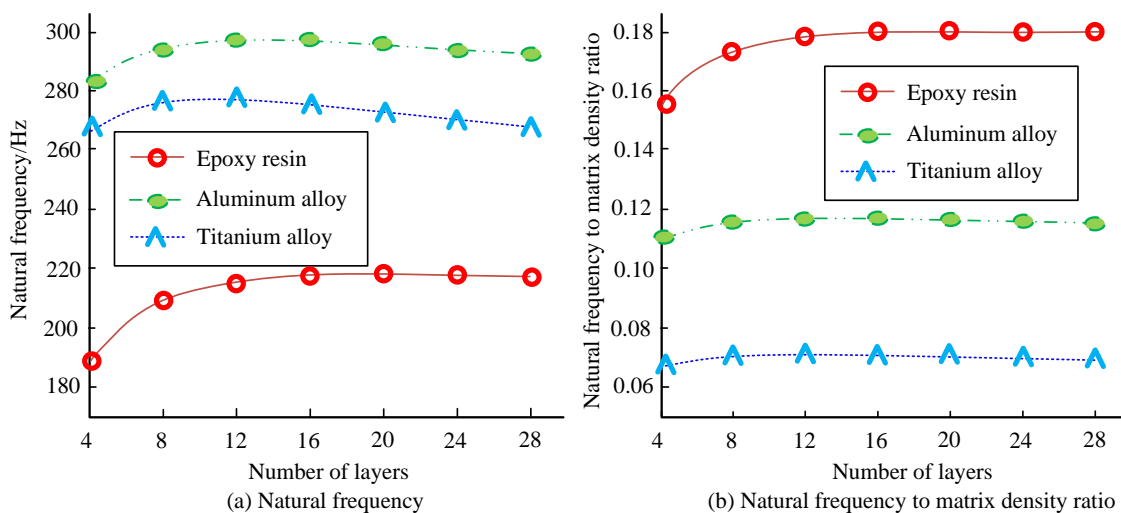 Natural frequency/Hz
300
280
260
240
220
200
180
Epoxy resin
Aluminum alloy
Titanium alloy
4 8 12 16 20 24 28
Number of layers
(a) Natural frequency
Natural frequency to matrix density ratio
0.18
0.16
0.14
0.12
0.10
0.08
0.06
Epoxy resin
Aluminum alloy
Titanium alloy
4 8 12 16 20 24 28
Number of layers
(b) Natural frequency to matrix density ratio